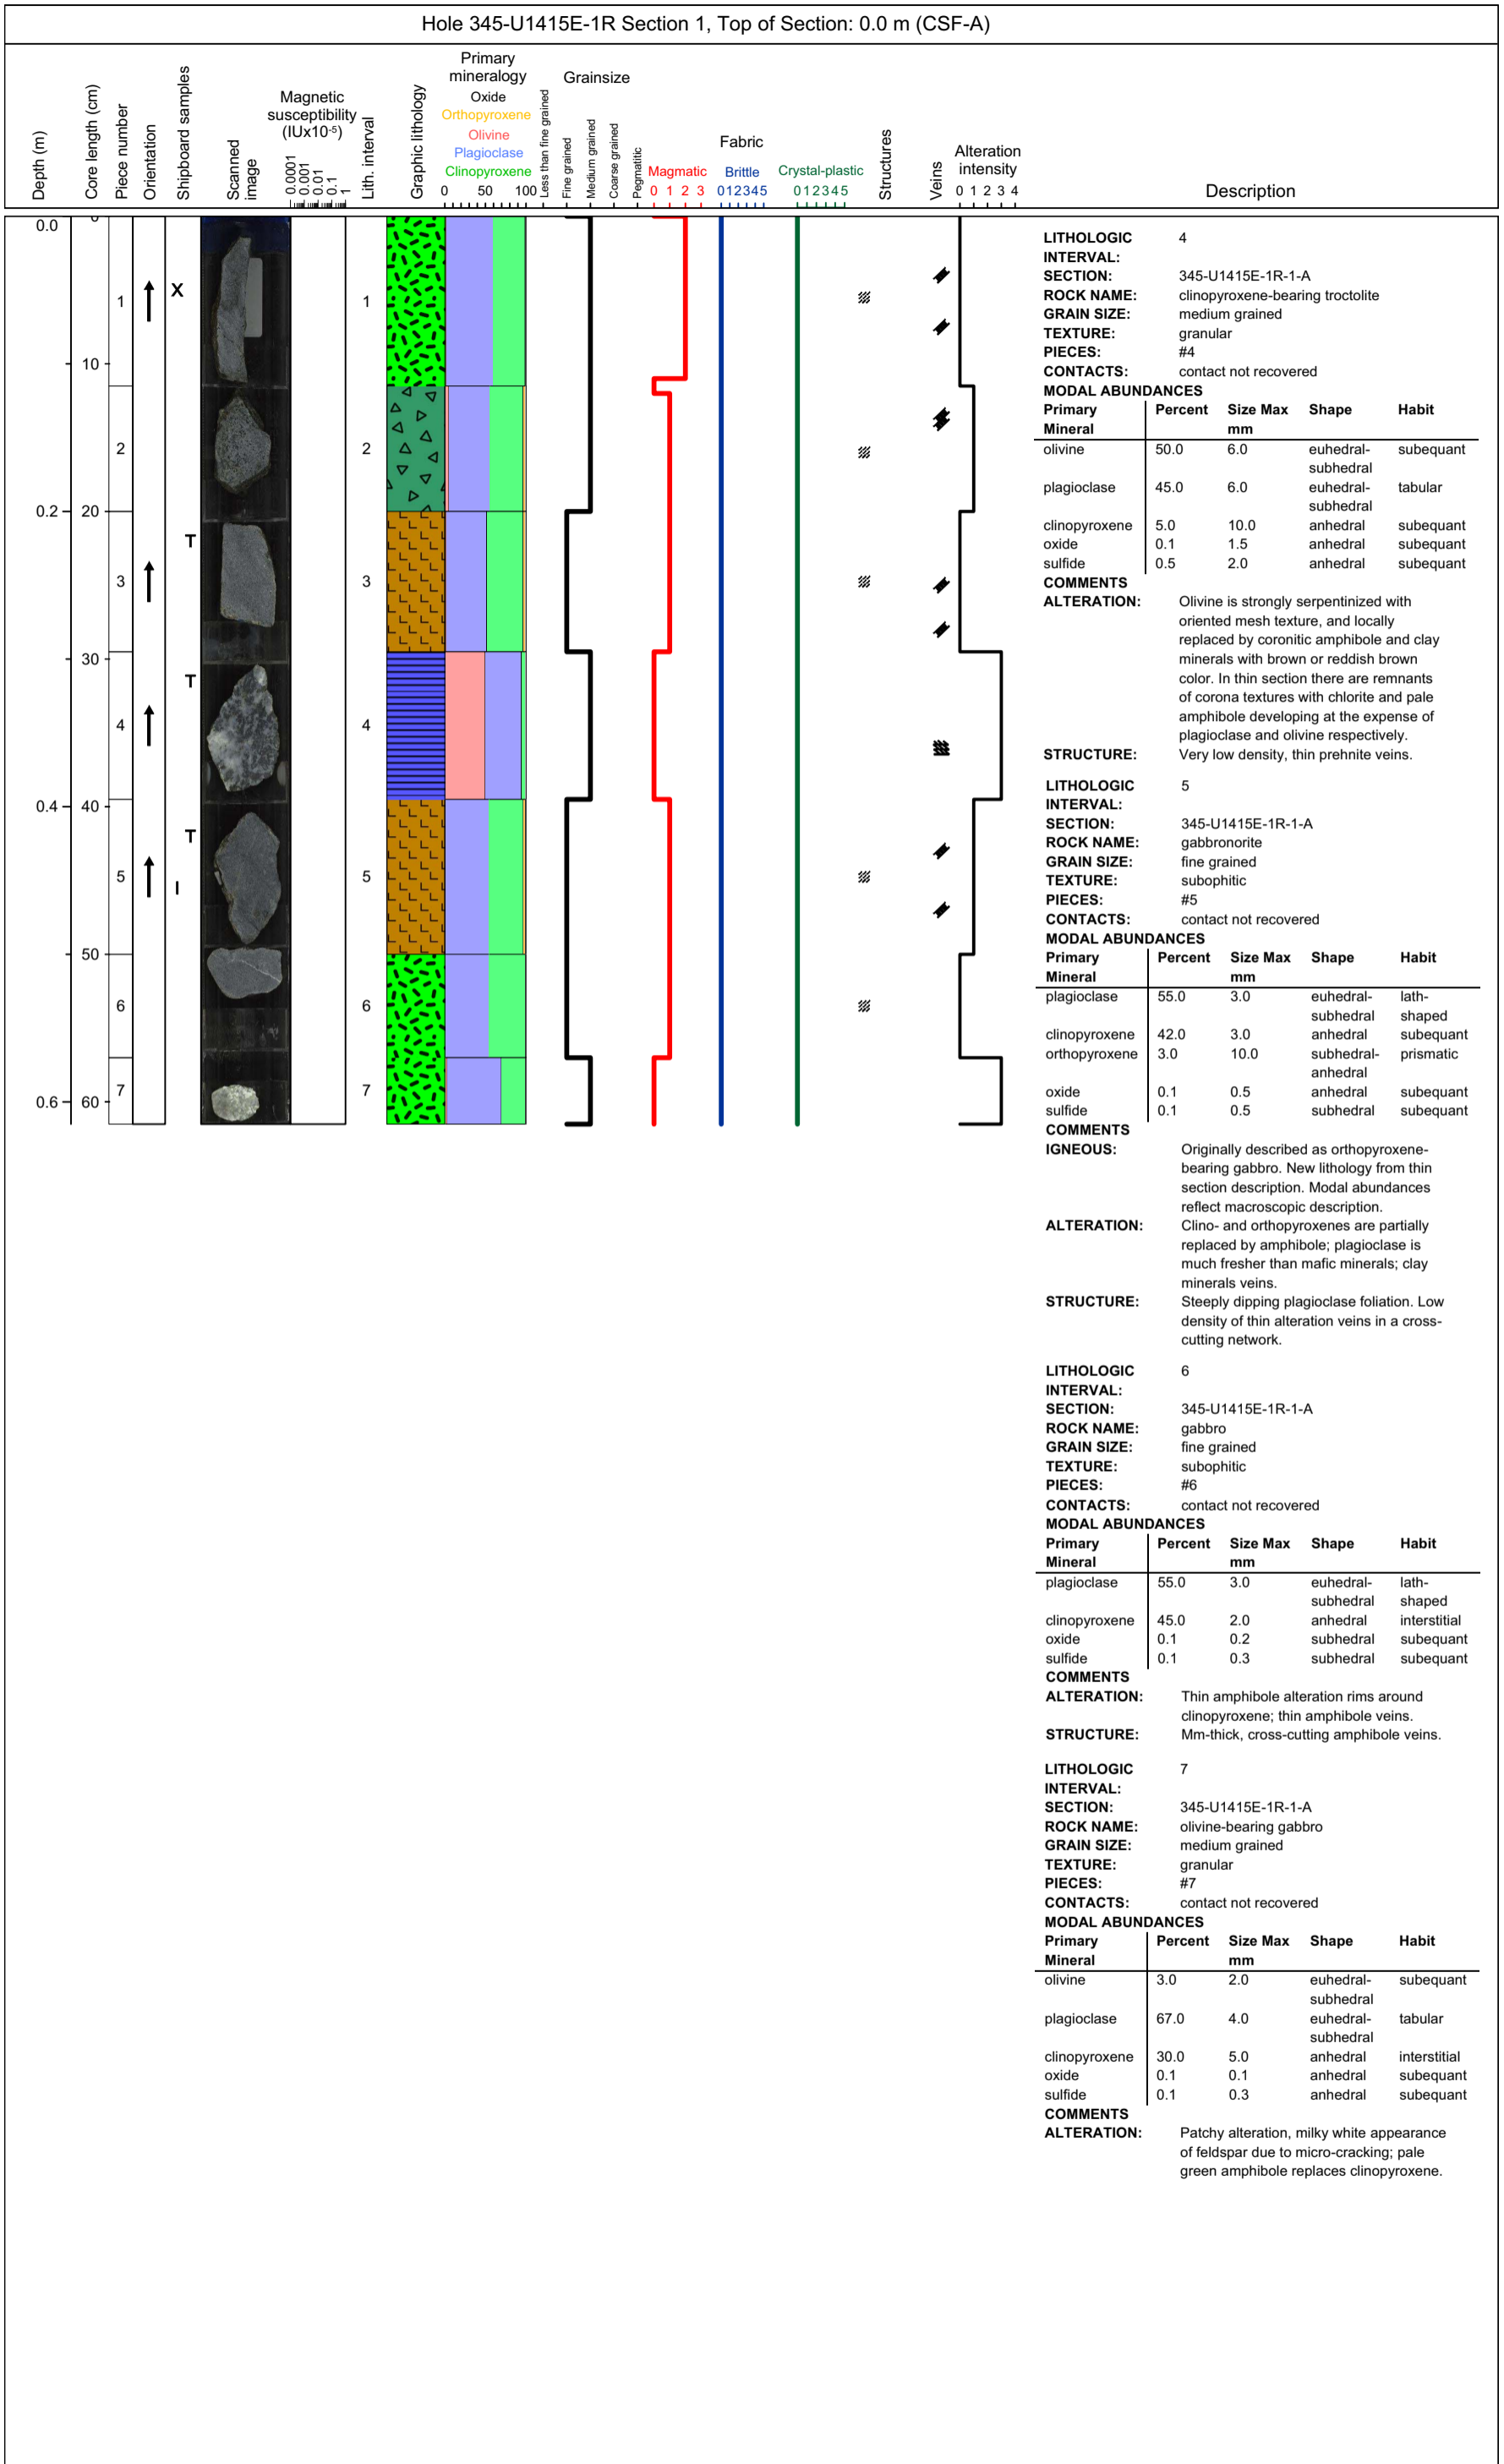 Hole 345-U1415E-1R Section 1, Top of Section: 0.0 m (CSF-A)
Depth (m)
Core length (cm)
Piece number
Orientation
Shipboard samples
Scanned
image
Magnetic
susceptibility
(IUx10-5)
0.0001
0.001
0.01
0.1
1
Lith. interval
Graphic lithology
Primary
mineralogy
Oxide
Orthopyroxene
Olivine
Plagioclase
Clinopyroxene
0 50 100
Grainsize
Less than fine grained
Fine grained
Medium grained
Coarse grained
Pegmatitic
Fabric
Magmatic Brittle Crystal-plastic
0 1 2 3 012345 012345
Structures
Veins
Alteration
intensity
0 1 2 3 4
Description
0.0 0
1 X 1
10
2 2
0.2 20
T
3 3
30
T
4 4
0.4 40
T
5 I 5
50
6 6
7 7
0.6 60
LITHOLOGIC 4
INTERVAL:
SECTION: 345-U1415E-1R-1-A
ROCK NAME: clinopyroxene-bearing troctolite
GRAIN SIZE: medium grained
TEXTURE: granular
PIECES: #4
CONTACTS: contact not recovered
MODAL ABUNDANCES
Primary Percent Size Max Shape Habit
Mineral mm
olivine 50.0 6.0 euhedral- subequant
subhedral
plagioclase 45.0 6.0 euhedral- tabular
subhedral
clinopyroxene 5.0 10.0 anhedral subequant
oxide 0.1 1.5 anhedral subequant
sulfide 0.5 2.0 anhedral subequant
COMMENTS
ALTERATION: Olivine is strongly serpentinized with
oriented mesh texture, and locally
replaced by coronitic amphibole and clay
minerals with brown or reddish brown
color. In thin section there are remnants
of corona textures with chlorite and pale
amphibole developing at the expense of
plagioclase and olivine respectively.
STRUCTURE: Very low density, thin prehnite veins.
LITHOLOGIC 5
INTERVAL:
SECTION: 345-U1415E-1R-1-A
ROCK NAME: gabbronorite
GRAIN SIZE: fine grained
TEXTURE: subophitic
PIECES: #5
CONTACTS: contact not recovered
MODAL ABUNDANCES
Primary Percent Size Max Shape Habit
Mineral mm
plagioclase 55.0 3.0 euhedral- lath-
subhedral shaped
clinopyroxene 42.0 3.0 anhedral subequant
orthopyroxene 3.0 10.0 subhedral- prismatic
anhedral
oxide 0.1 0.5 anhedral subequant
sulfide 0.1 0.5 subhedral subequant
COMMENTS
IGNEOUS: Originally described as orthopyroxene-
bearing gabbro. New lithology from thin
section description. Modal abundances
reflect macroscopic description.
ALTERATION: Clino- and orthopyroxenes are partially
replaced by amphibole; plagioclase is
much fresher than mafic minerals; clay
minerals veins.
STRUCTURE: Steeply dipping plagioclase foliation. Low
density of thin alteration veins in a cross-
cutting network.
LITHOLOGIC 6
INTERVAL:
SECTION: 345-U1415E-1R-1-A
ROCK NAME: gabbro
GRAIN SIZE: fine grained
TEXTURE: subophitic
PIECES: #6
CONTACTS: contact not recovered
MODAL ABUNDANCES
Primary Percent Size Max Shape Habit
Mineral mm
plagioclase 55.0 3.0 euhedral- lath-
subhedral shaped
clinopyroxene 45.0 2.0 anhedral interstitial
oxide 0.1 0.2 subhedral subequant
sulfide 0.1 0.3 subhedral subequant
COMMENTS
ALTERATION: Thin amphibole alteration rims around
clinopyroxene; thin amphibole veins.
STRUCTURE: Mm-thick, cross-cutting amphibole veins.
LITHOLOGIC 7
INTERVAL:
SECTION: 345-U1415E-1R-1-A
ROCK NAME: olivine-bearing gabbro
GRAIN SIZE: medium grained
TEXTURE: granular
PIECES: #7
CONTACTS: contact not recovered
MODAL ABUNDANCES
Primary Percent Size Max Shape Habit
Mineral mm
olivine 3.0 2.0 euhedral- subequant
subhedral
plagioclase 67.0 4.0 euhedral- tabular
subhedral
clinopyroxene 30.0 5.0 anhedral interstitial
oxide 0.1 0.1 anhedral subequant
sulfide 0.1 0.3 anhedral subequant
COMMENTS
ALTERATION: Patchy alteration, milky white appearance
of feldspar due to micro-cracking; pale
green amphibole replaces clinopyroxene.